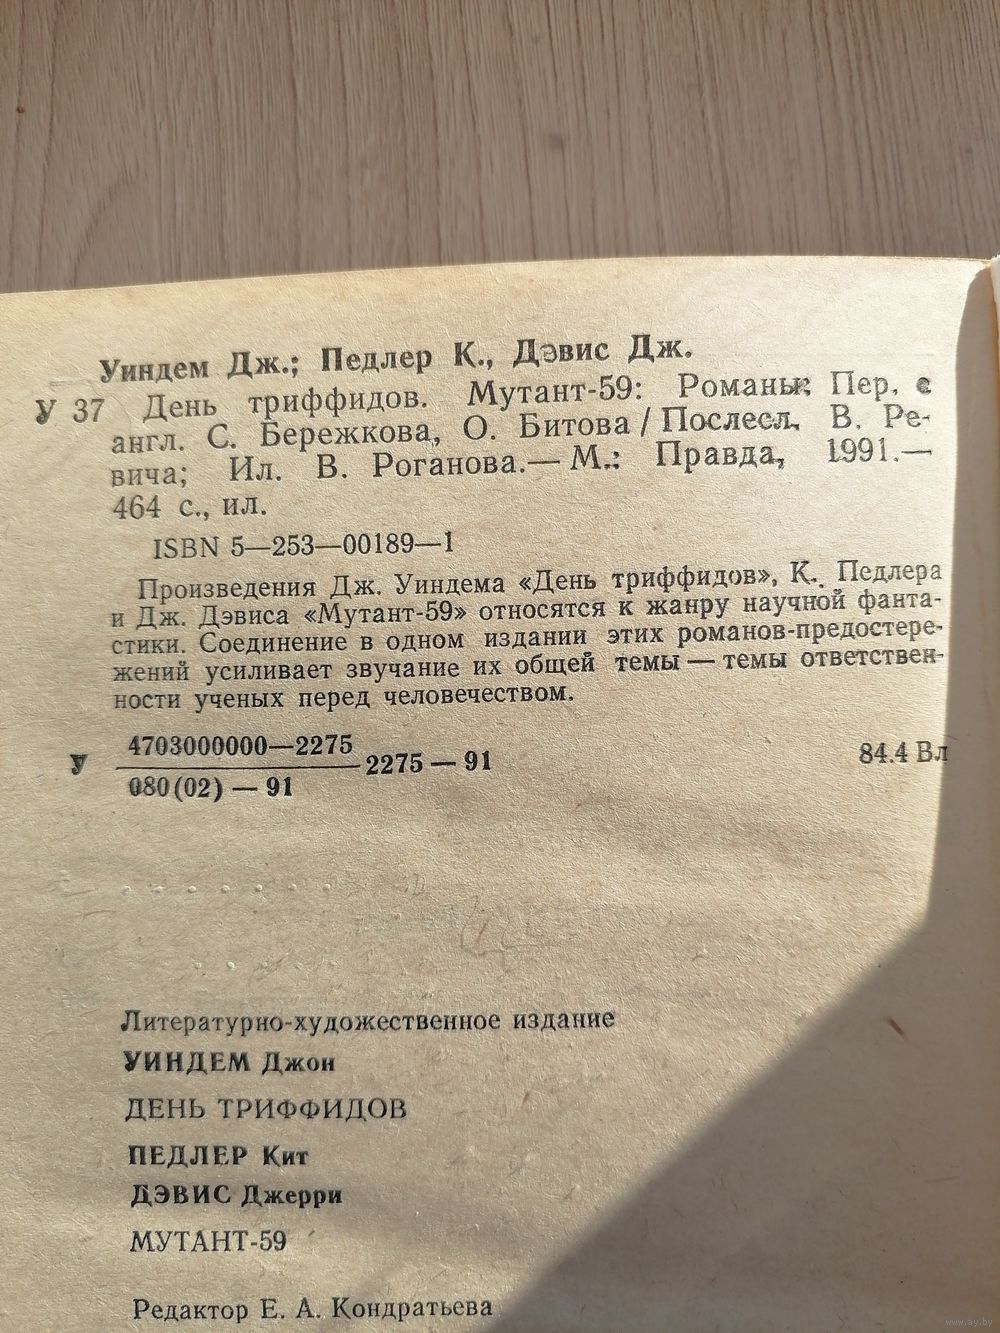 Уиндем Дж.; Педлер К., Дэвис Дж.
У 37 День триффидов. Мутант-59: Романы: Пер. с
англ. С. Бережкова, О. Битова / Послесл. В. Ре-
вича; Ил. В. Роганова.— М.: Правда, 1991.—
464 с., ил.
ISBN 5—253—00189—1
Произведения Дж. Уиндема «День триффидов», К. Педлера
и Дж. Дэвиса «Мутант-59» относятся к жанру научной фанта-
стики. Соединение в одном издании этих романов-предостере-
жений усиливает звучание их общей темы — темы ответствен-
ности ученых перед человечеством.
У 4703000000—2275
080(02) — 91
2275 — 91
84.4 Вл
Литературно-художественное издание
УИНДЕМ Джон
ДЕНЬ ТРИФФИДОВ
ПЕДЛЕР Кит
ДЭВИС Джерри
МУТАНТ-59
Редактор Е. А. Кондратьева
www.ay.by